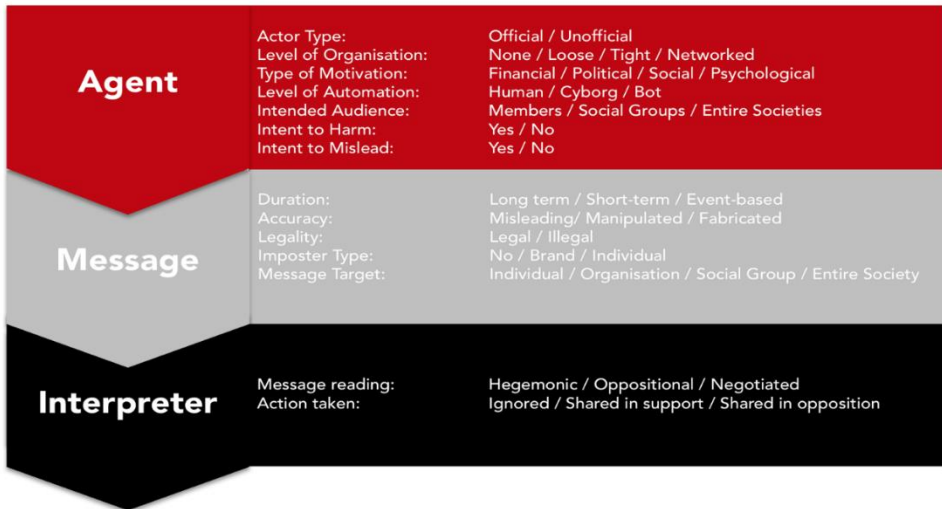 Agent
Actor Type: Official / Unofficial
Level of Organisation: None / Loose / Tight / Networked
Type of Motivation: Financial / Political / Social / Psychological
Level of Automation: Human / Cyborg / Bot
Intended Audience: Members / Social Groups / Entire Societies
Intent to Harm: Yes / No
Intent to Mislead: Yes / No
Message
Duration: Long term / Short-term / Event-based
Accuracy: Misleading/ Manipulated / Fabricated
Legality: Legal / Illegal
Imposter Type: No / Brand / Individual
Message Target: Individual / Organisation / Social Group / Entire Society
Interpreter
Message reading: Hegemonic / Oppositional / Negotiated
Action taken: Ignored / Shared in support / Shared in opposition